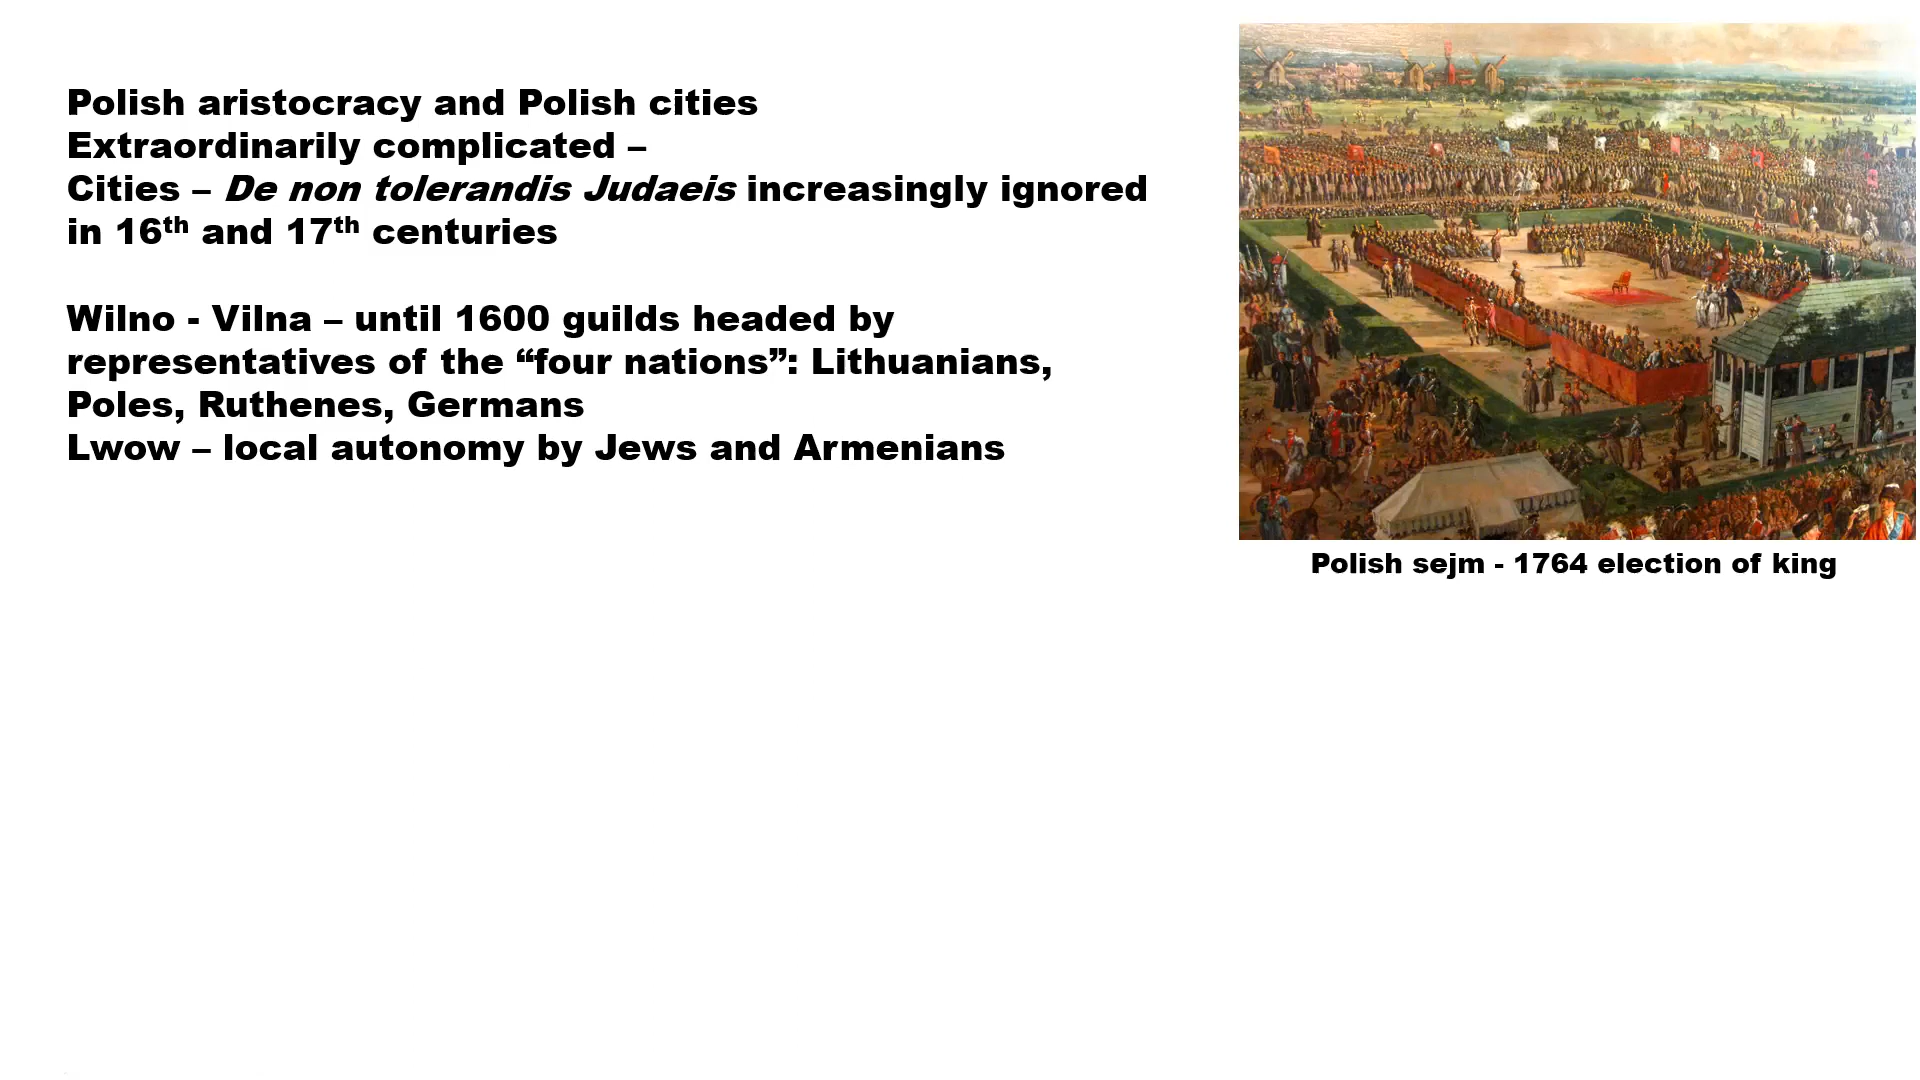 Polish aristocracy and Polish cities
Extraordinarily complicated –
Cities – De non tolerandis Judaeis increasingly ignored
in 16th and 17th centuries
Wilno - Vilna – until 1600 guilds headed by
representatives of the “four nations”: Lithuanians,
Poles, Ruthenes, Germans
Lwow – local autonomy by Jews and Armenians
Polish sejm - 1764 election of king